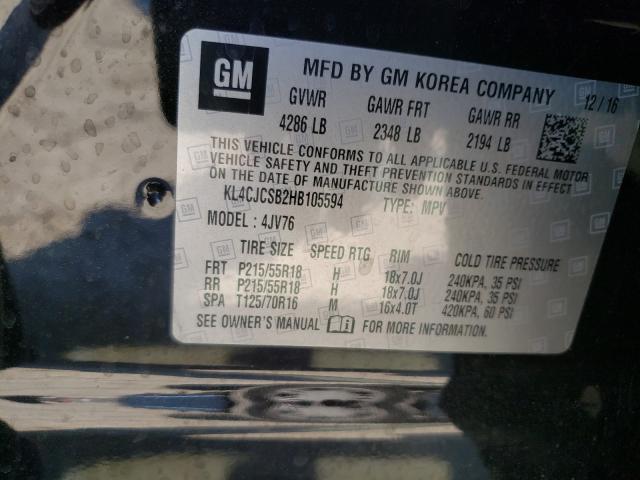 GM
MFD BY GM KOREA COMPANY 12/16
GVWR GAWR FRT GAWR RR
4286 LB 2348 LB 2194 LB
THIS VEHICLE CONFORMS TO ALL APPLICABLE U.S. FEDERAL MOTOR
VEHICLE SAFETY AND THEFT PREVENTION STANDARDS IN EFFECT
ON THE DATE OF MANUFACTURE SHOWN ABOVE.
KL4CJCSB2HB105594 TYPE: MPV
MODEL: 4JV76
TIRE SIZE SPEED RTG RIM COLD TIRE PRESSURE
FRT P215/55R18 H 18x7.0J 240KPA, 35 PSI
RR P215/55R18 H 18x7.0J 240KPA, 35 PSI
SPA T125/70R16 M 16x4.0T 420KPA, 60 PSI
SEE OWNER'S MANUAL FOR MORE INFORMATION.